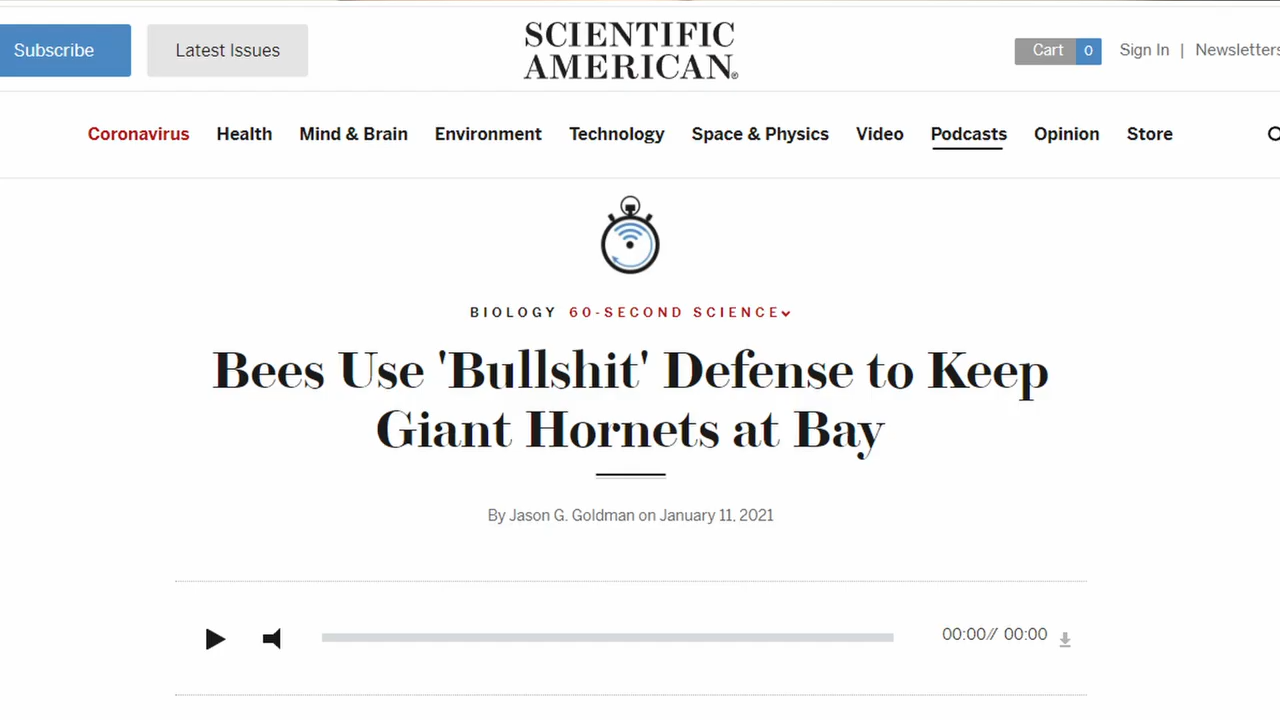 Subscribe
Latest Issues
SCIENTIFIC
AMERICAN®
Cart 0
Sign In | Newsletters
Coronavirus Health Mind & Brain Environment Technology Space & Physics Video Podcasts Opinion Store
BIOLOGY 60-SECOND SCIENCE
Bees Use 'Bullshit' Defense to Keep
Giant Hornets at Bay
By Jason G. Goldman on January 11, 2021
00:00// 00:00